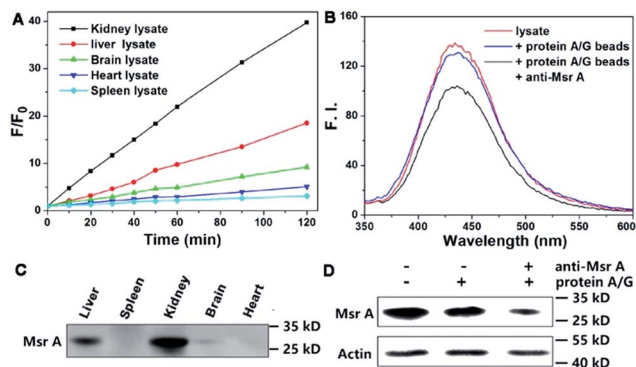 A
F/F0
40
30
20
10
0
Kidney lysate
liver lysate
Brain lysate
Heart lysate
Spleen lysate
0 20 40 60 80 100 120
Time (min)
B
F. I.
160
120
80
40
0
lysate
+ protein A/G beads
+ protein A/G beads
+ anti-Msr A
350 400 450 500 550 600
Wavelength (nm)
C
Liver Spleen Kidney Brain Heart
Msr A
35 kD
25 kD
D
- - + anti-Msr A
- + + protein A/G
Msr A
35 kD
25 kD
Actin
55 kD
40 kD